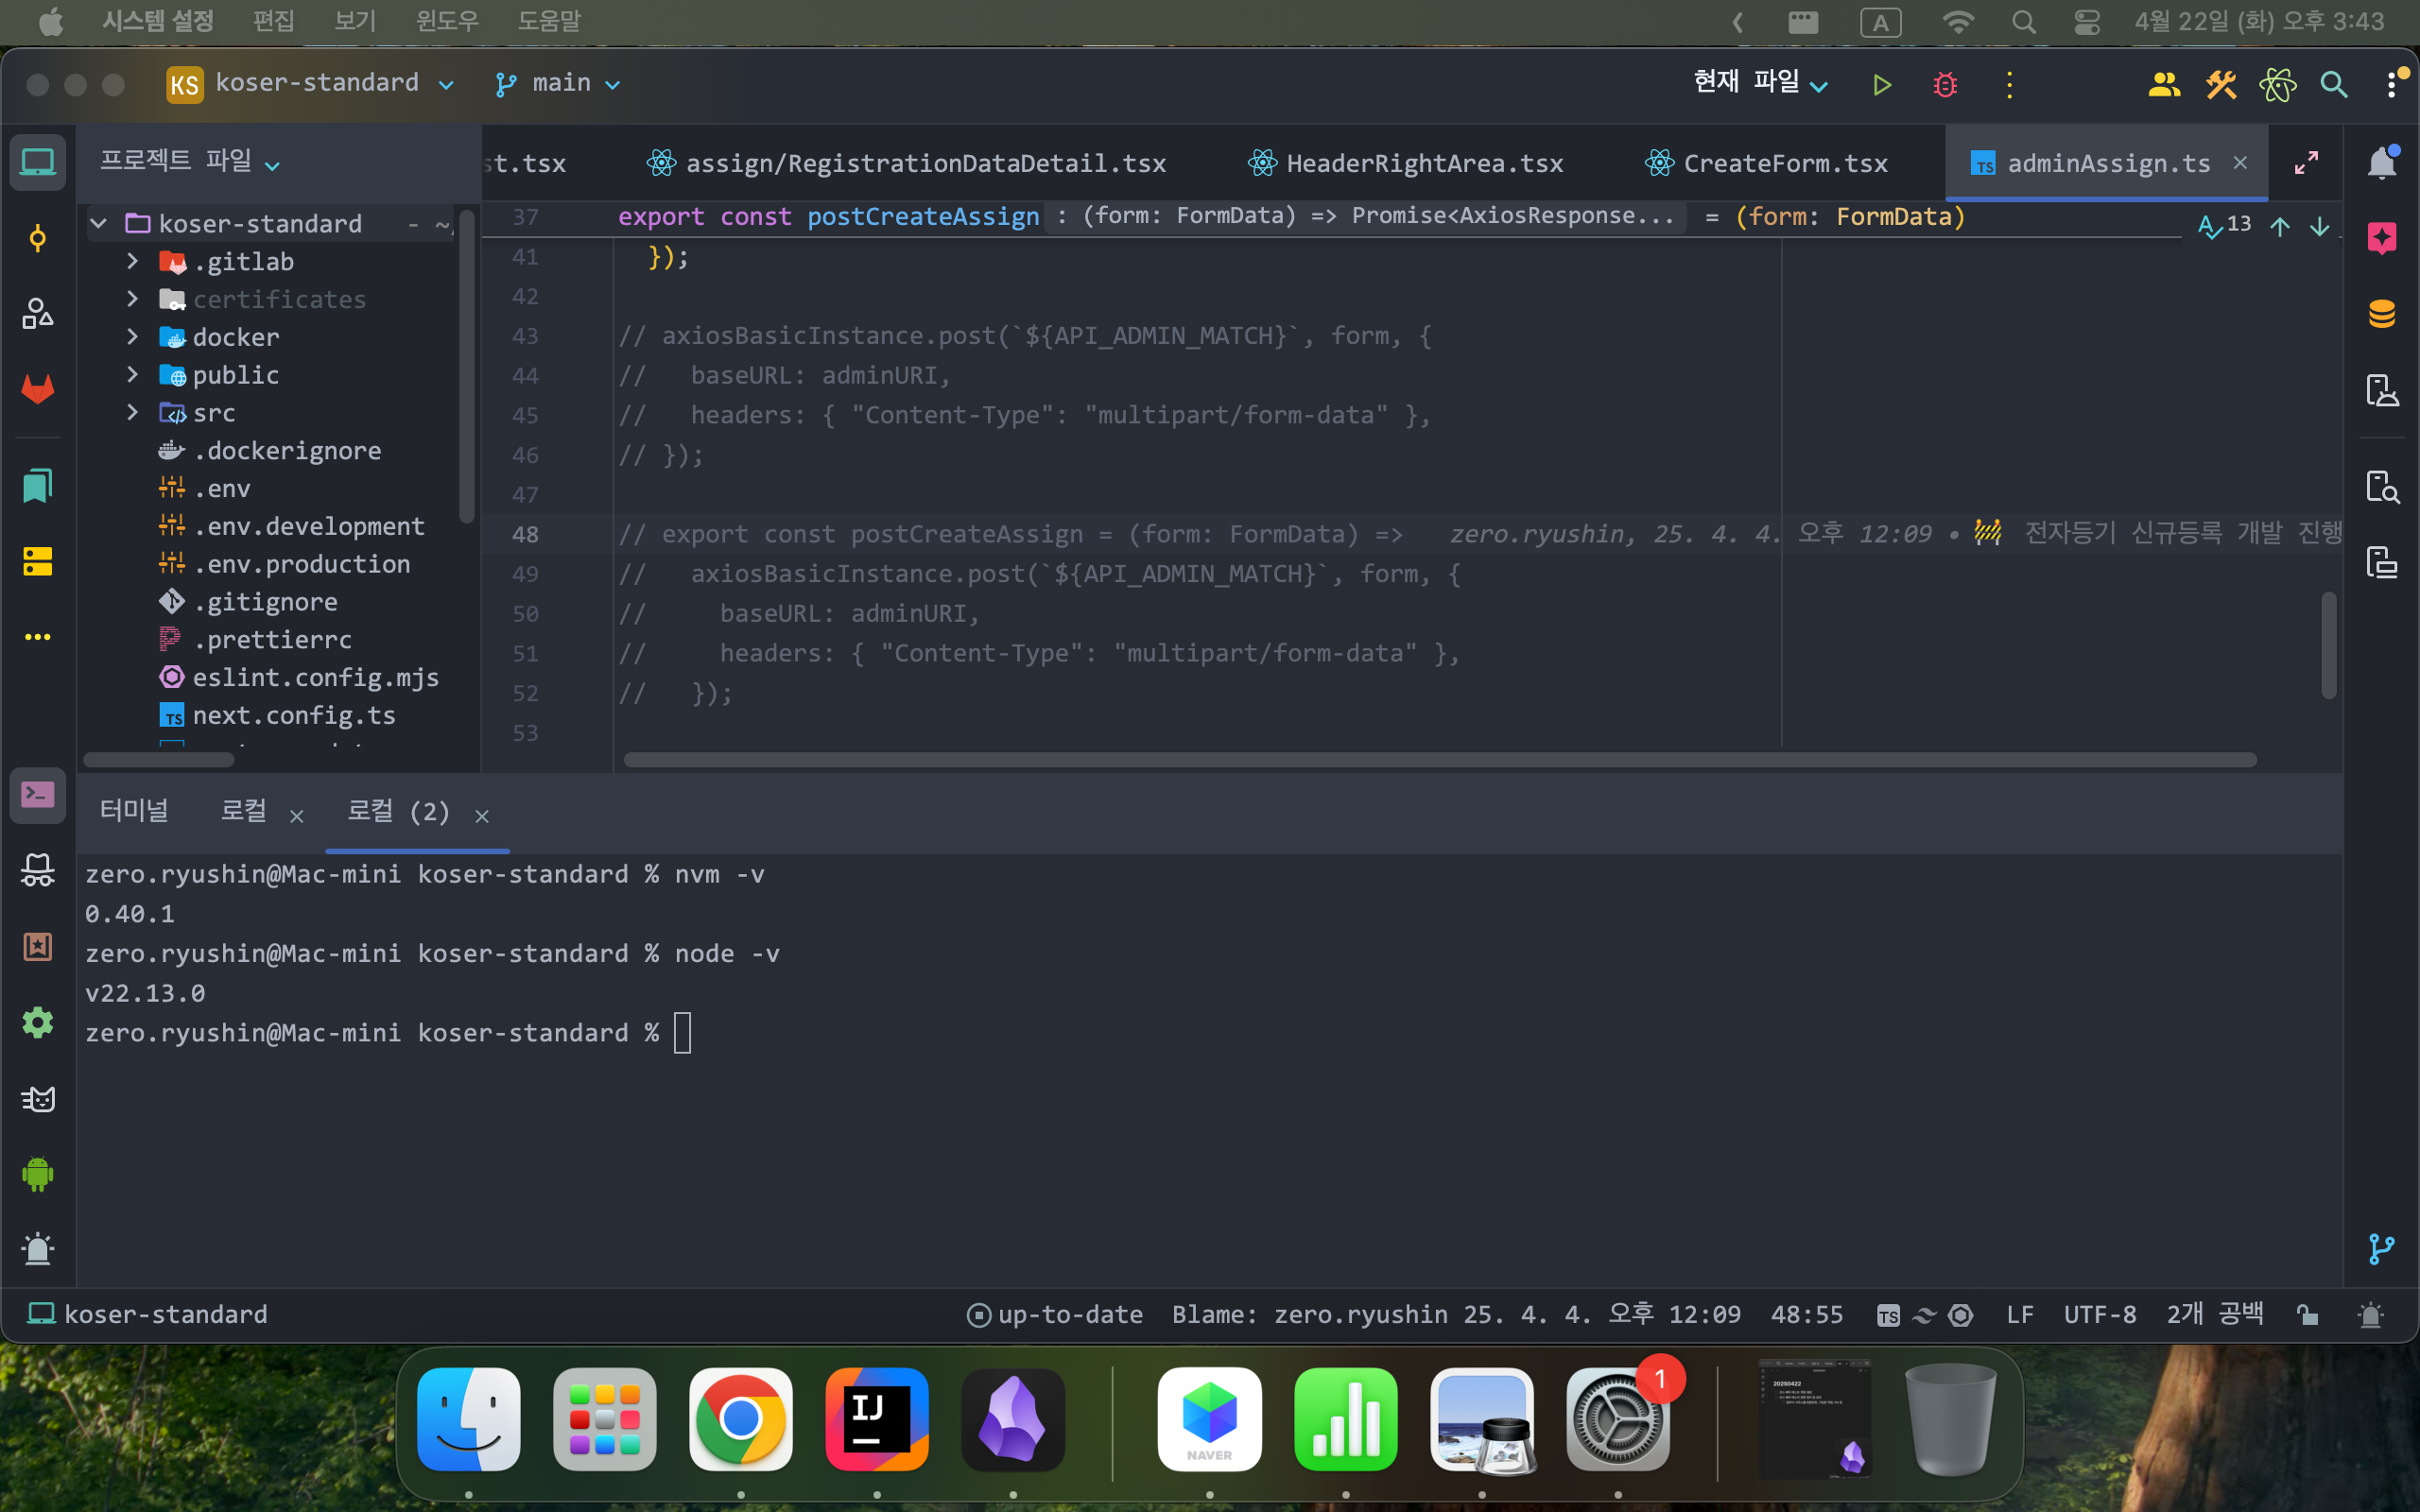 시스템 설정 편집 보기 윈도우 도움말 A 4월 22일 (화) 오후 3:43
KS koser-standard main 현재 파일
프로젝트 파일 st.tsx assign/RegistrationDataDetail.tsx HeaderRightArea.tsx CreateForm.tsx TS adminAssign.ts
koser-standard - ~/
.gitlab
certificates
docker
public
src
.dockerignore
.env
.env.development
.env.production
.gitignore
.prettierrc
eslint.config.mjs
TS next.config.ts
37 export const postCreateAssign : (form: FormData) => Promise<AxiosResponse... = (form: FormData) 13
41 });
42
43 // axiosBasicInstance.post(`${API_ADMIN_MATCH}`, form, {
44 //   baseURL: adminURI,
45 //   headers: { "Content-Type": "multipart/form-data" },
46 // });
47
48 // export const postCreateAssign = (form: FormData) => zero.ryushin, 25. 4. 4. 오후 12:09 • 🚧 전자등기 신규등록 개발 진행
49 //   axiosBasicInstance.post(`${API_ADMIN_MATCH}`, form, {
50 //     baseURL: adminURI,
51 //     headers: { "Content-Type": "multipart/form-data" },
52 //   });
53
터미널 로컬 로컬 (2)
zero.ryushin@Mac-mini koser-standard % nvm -v
0.40.1
zero.ryushin@Mac-mini koser-standard % node -v
v22.13.0
zero.ryushin@Mac-mini koser-standard %
koser-standard up-to-date Blame: zero.ryushin 25. 4. 4. 오후 12:09 48:55 TS LF UTF-8 2개 공백
IJ NAVER 1
20250422